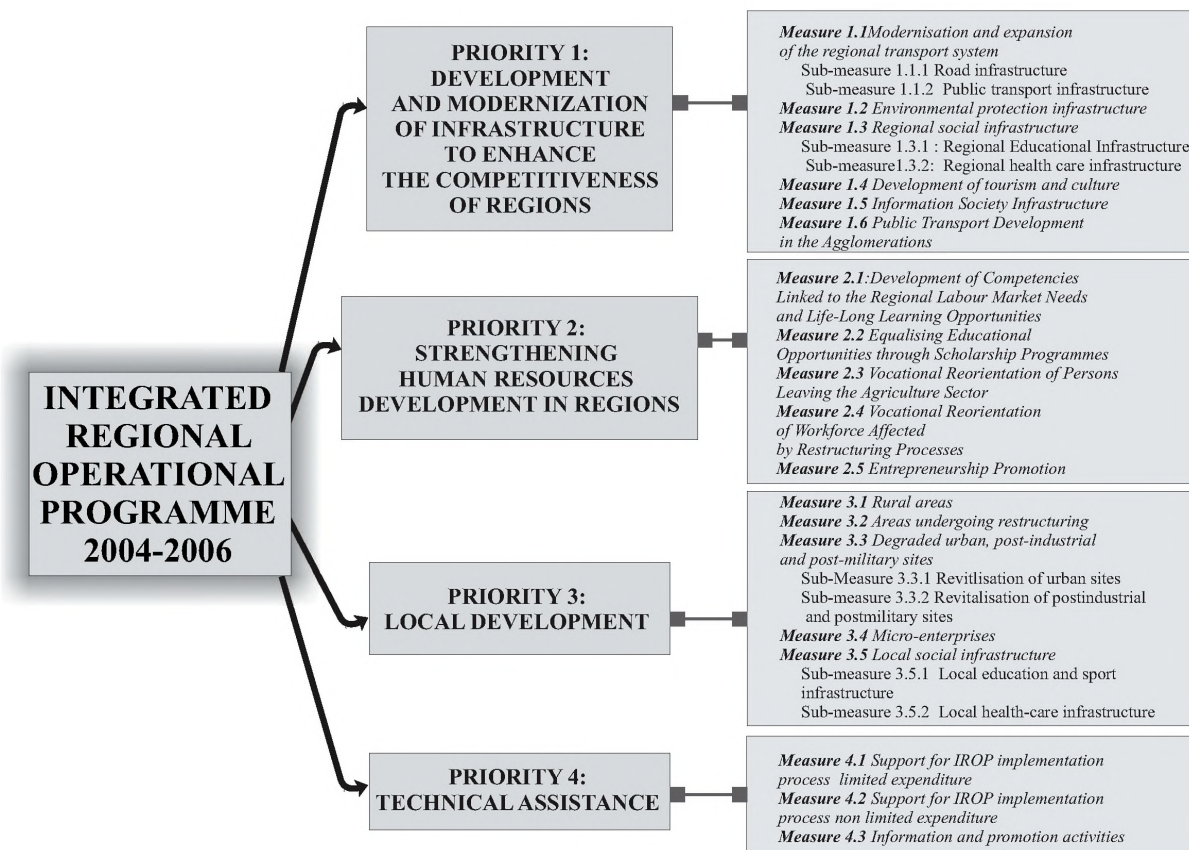 INTEGRATED
REGIONAL
OPERATIONAL
PROGRAMME
2004-2006
PRIORITY 1:
DEVELOPMENT
AND MODERNIZATION
OF INFRASTRUCTURE
TO ENHANCE
THE COMPETITIVENESS
OF REGIONS
Measure 1.1Modernisation and expansion
of the regional transport system
Sub-measure 1.1.1 Road infrastructure
Sub-measure 1.1.2 Public transport infrastructure
Measure 1.2 Environmental protection infrastructure
Measure 1.3 Regional social infrastructure
Sub-measure 1.3.1 : Regional Educational Infrastructure
Sub-measure1.3.2: Regional health care infrastructure
Measure 1.4 Development of tourism and culture
Measure 1.5 Information Society Infrastructure
Measure 1.6 Public Transport Development
in the Agglomerations
PRIORITY 2:
STRENGTHENING
HUMAN RESOURCES
DEVELOPMENT IN REGIONS
Measure 2.1:Development of Competencies
Linked to the Regional Labour Market Needs
and Life-Long Learning Opportunities
Measure 2.2 Equalising Educational
Opportunities through Scholarship Programmes
Measure 2.3 Vocational Reorientation of Persons
Leaving the Agriculture Sector
Measure 2.4 Vocational Reorientation
of Workforce Affected
by Restructuring Processes
Measure 2.5 Entrepreneurship Promotion
PRIORITY 3:
LOCAL DEVELOPMENT
Measure 3.1 Rural areas
Measure 3.2 Areas undergoing restructuring
Measure 3.3 Degraded urban, post-industrial
and post-military sites
Sub-Measure 3.3.1 Revitlisation of urban sites
Sub-measure 3.3.2 Revitalisation of postindustrial
and postmilitary sites
Measure 3.4 Micro-enterprises
Measure 3.5 Local social infrastructure
Sub-measure 3.5.1 Local education and sport
infrastructure
Sub-measure 3.5.2 Local health-care infrastructure
PRIORITY 4:
TECHNICAL ASSISTANCE
Measure 4.1 Support for IROP implementation
process limited expenditure
Measure 4.2 Support for IROP implementation
process non limited expenditure
Measure 4.3 Information and promotion activities